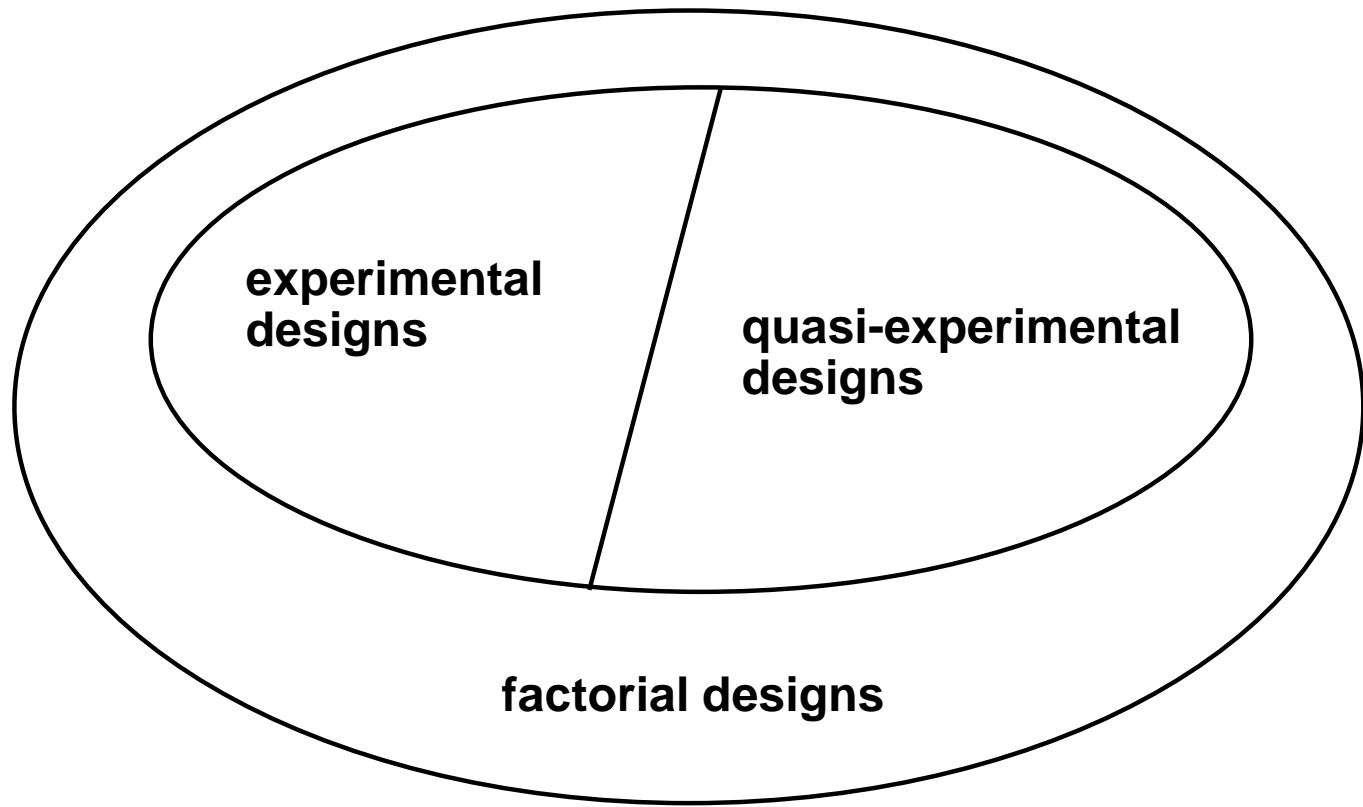 experimental
designs
quasi-experimental
designs
factorial designs